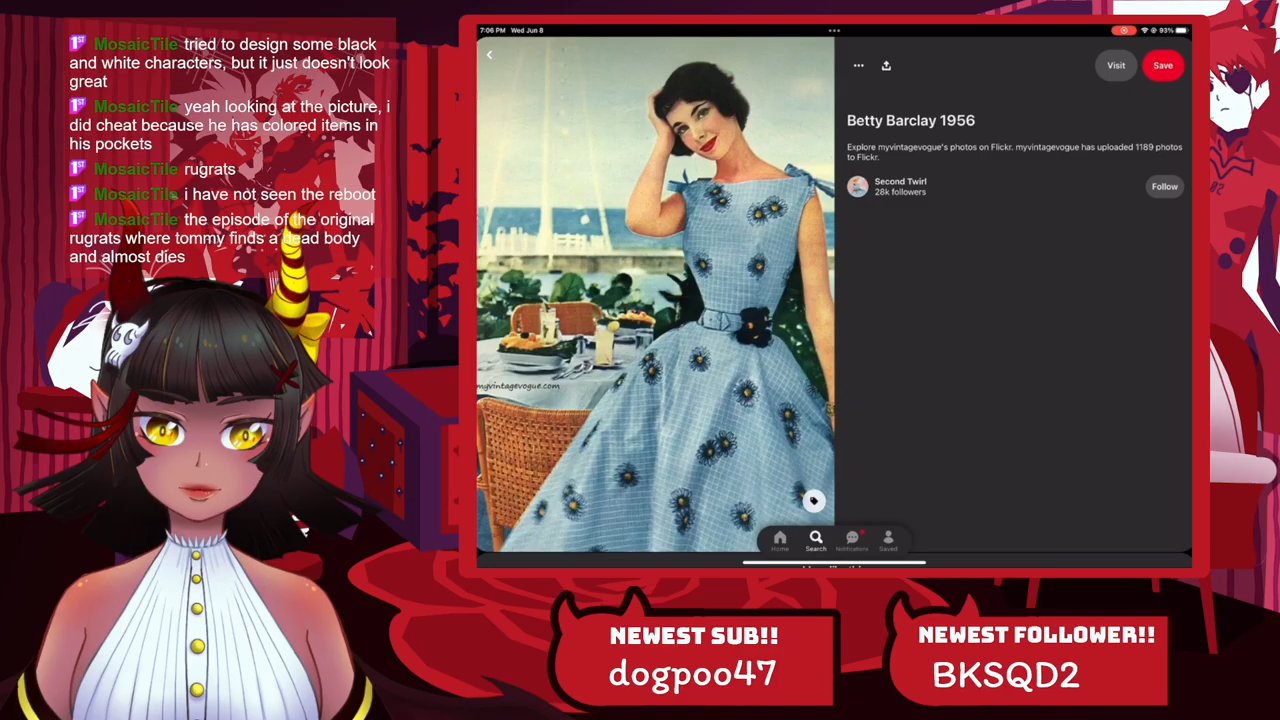 1ST MosaicTile tried to design some black
and white characters, but it just doesn't look
great
1ST MosaicTile yeah looking at the picture, i
did cheat because he has colored items in
his pockets
1ST MosaicTile rugrats
1ST MosaicTile i have not seen the reboot
1ST MosaicTile the episode of the original
rugrats where tommy finds a dead body
and almost dies
7:06 PM Wed Jun 8
93%
Visit
Save
Betty Barclay 1956
Explore myvintagevogue's photos on Flickr. myvintagevogue has uploaded 1189 photos
to Flickr.
Second Twirl
28k followers
Follow
myvintagevogue.com
Home
Search
Notifications
Saved
NEWEST SUB!!
dogpoo47
NEWEST FOLLOWER!!
BKSQD2